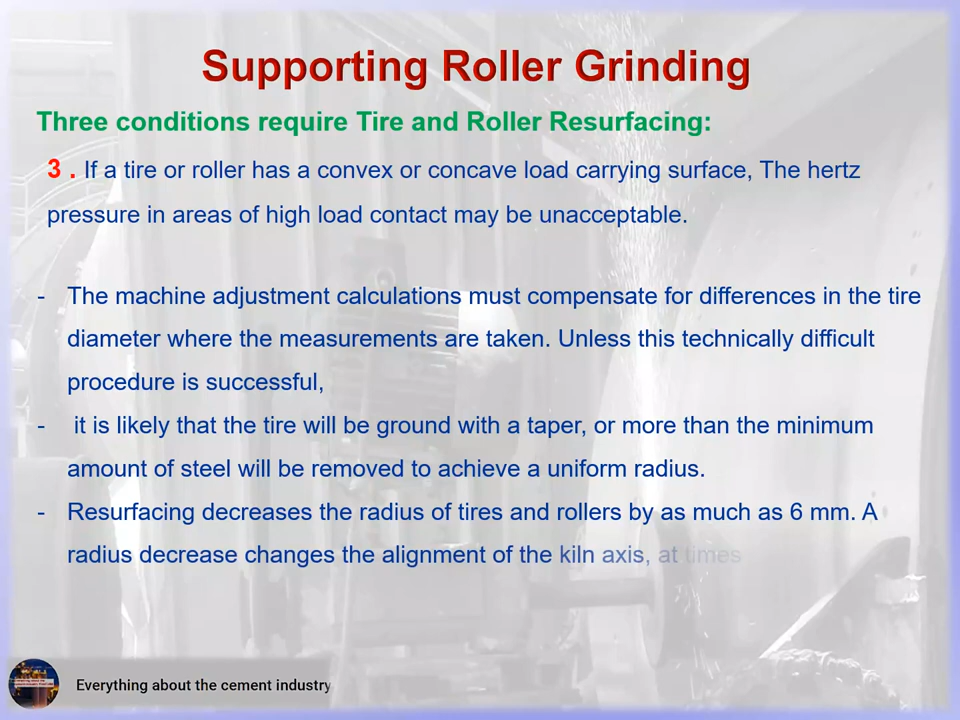 Supporting Roller Grinding
Three conditions require Tire and Roller Resurfacing:
3 . If a tire or roller has a convex or concave load carrying surface, The hertz
pressure in areas of high load contact may be unacceptable.
- The machine adjustment calculations must compensate for differences in the tire
diameter where the measurements are taken. Unless this technically difficult
procedure is successful,
- it is likely that the tire will be ground with a taper, or more than the minimum
amount of steel will be removed to achieve a uniform radius.
- Resurfacing decreases the radius of tires and rollers by as much as 6 mm. A
radius decrease changes the alignment of the kiln axis, at times
Everything about the cement industry